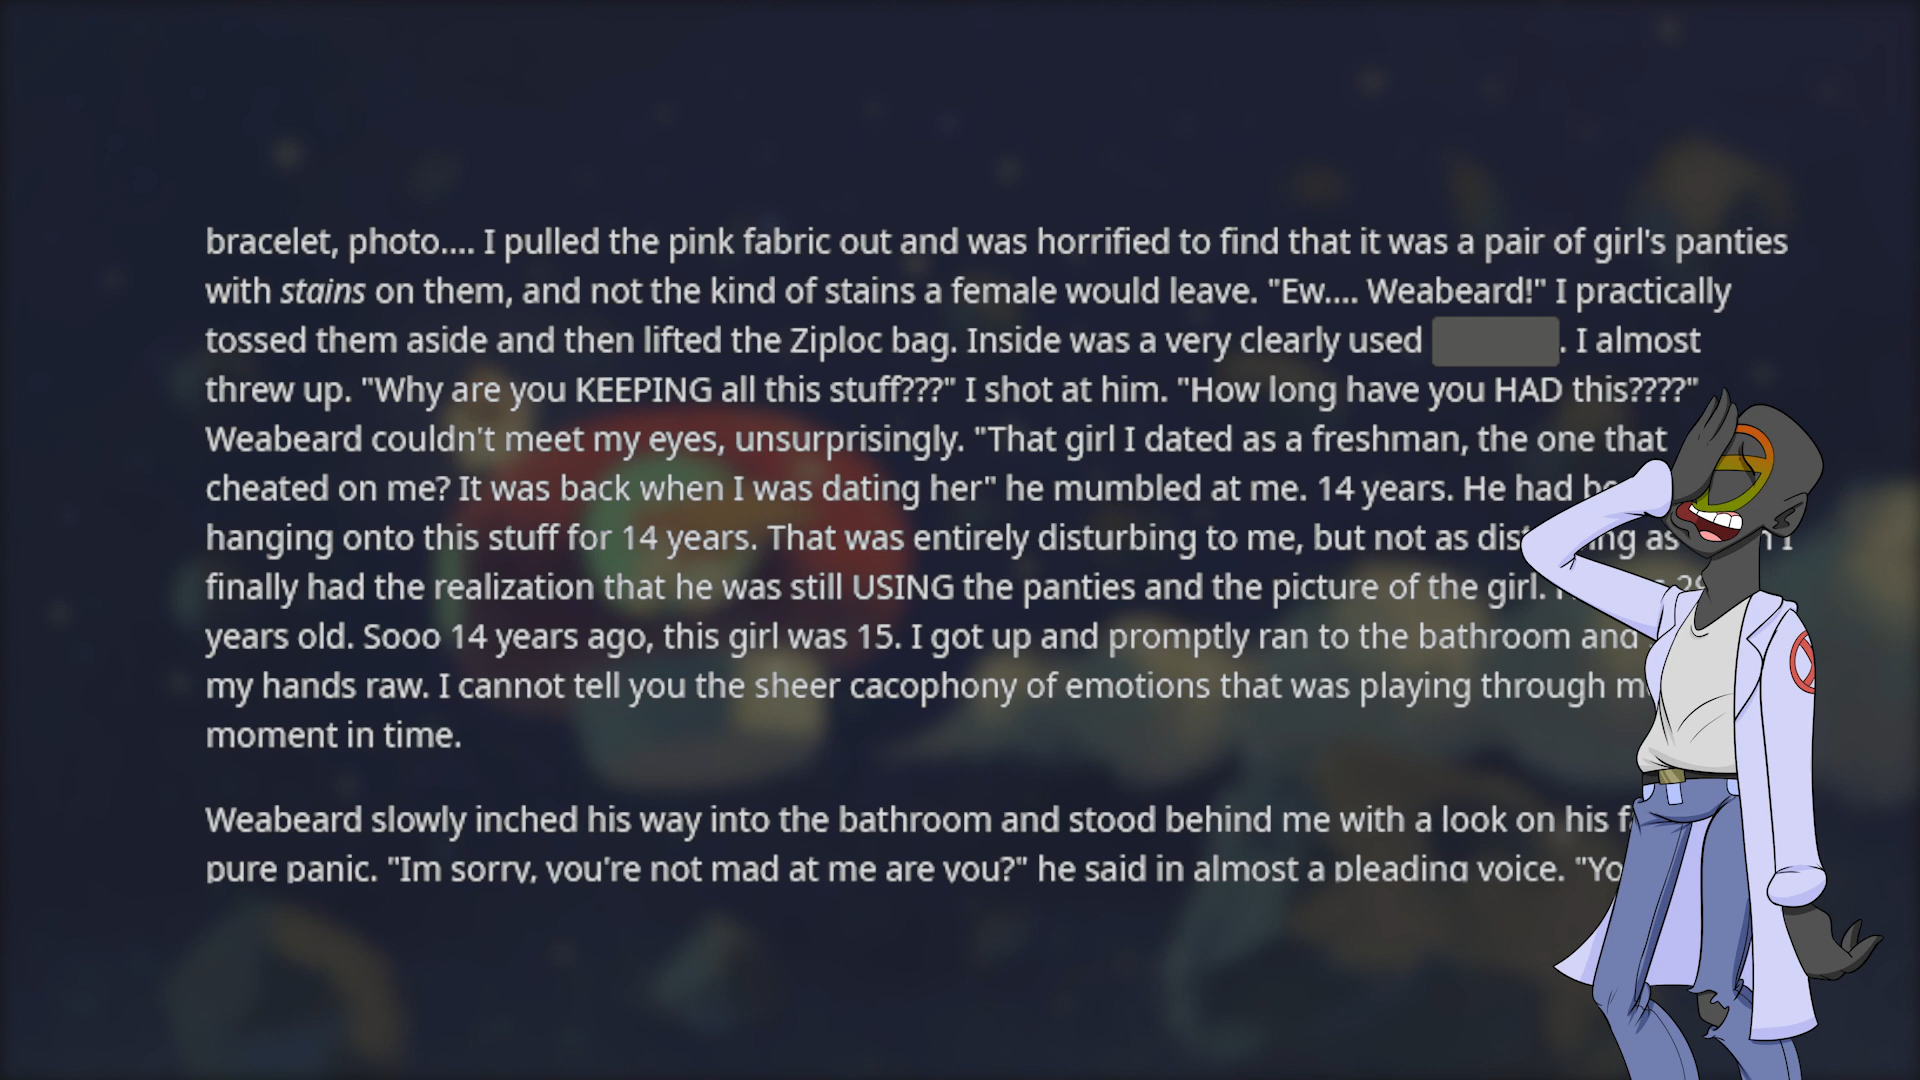 bracelet, photo.... I pulled the pink fabric out and was horrified to find that it was a pair of girl's panties
with stains on them, and not the kind of stains a female would leave. "Ew.... Weabeard!" I practically
tossed them aside and then lifted the Ziploc bag. Inside was a very clearly used . I almost
threw up. "Why are you KEEPING all this stuff???" I shot at him. "How long have you HAD this????"
Weabeard couldn't meet my eyes, unsurprisingly. "That girl I dated as a freshman, the one that
cheated on me? It was back when I was dating her" he mumbled at me. 14 years. He had
hanging onto this stuff for 14 years. That was entirely disturbing to me, but not as as I
finally had the realization that he was still USING the panties and the picture of the girl.
years old. Sooo 14 years ago, this girl was 15. I got up and promptly ran to the bathroom and
my hands raw. I cannot tell you the sheer cacophony of emotions that was playing through
moment in time.
Weabeard slowly inched his way into the bathroom and stood behind me with a look on his
pure panic. "Im sorry, you're not mad at me are you?" he said in almost a pleading voice.